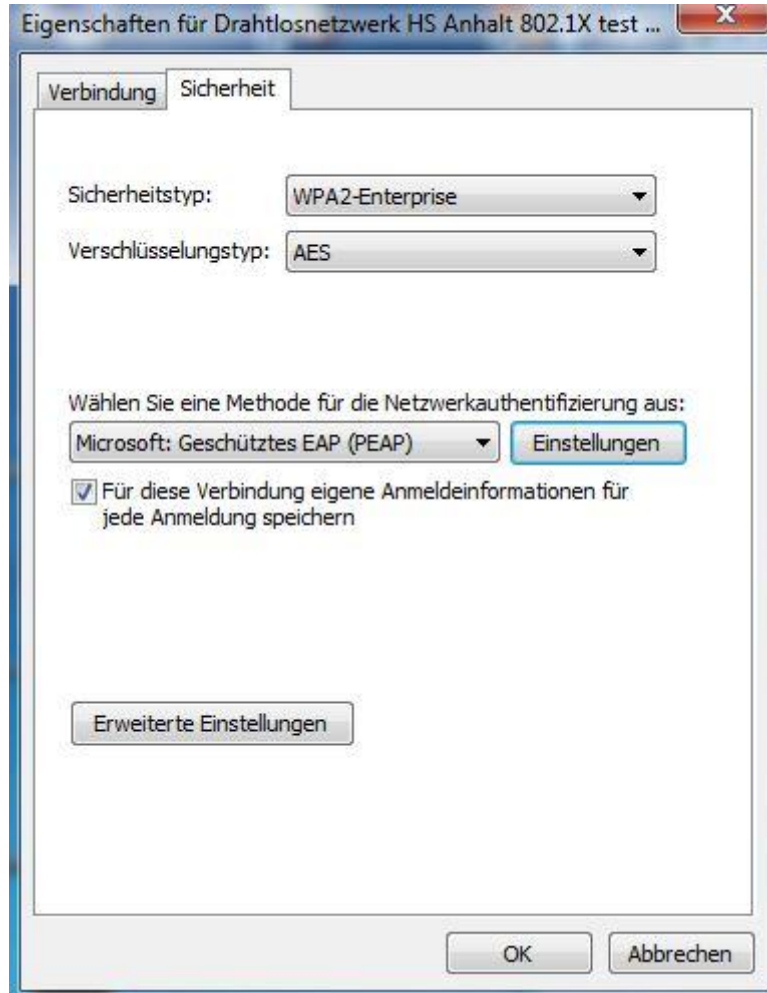 Eigenschaften für Drahtlosnetzwerk HS Anhalt 802.1X test ...
Verbindung
Sicherheit
Sicherheitstyp:
WPA2-Enterprise
Verschlüsselungstyp:
AES
Wählen Sie eine Methode für die Netzwerkauthentifizierung aus:
Microsoft: Geschütztes EAP (PEAP)
Einstellungen
Für diese Verbindung eigene Anmeldeinformationen für
jede Anmeldung speichern
Erweiterte Einstellungen
OK
Abbrechen